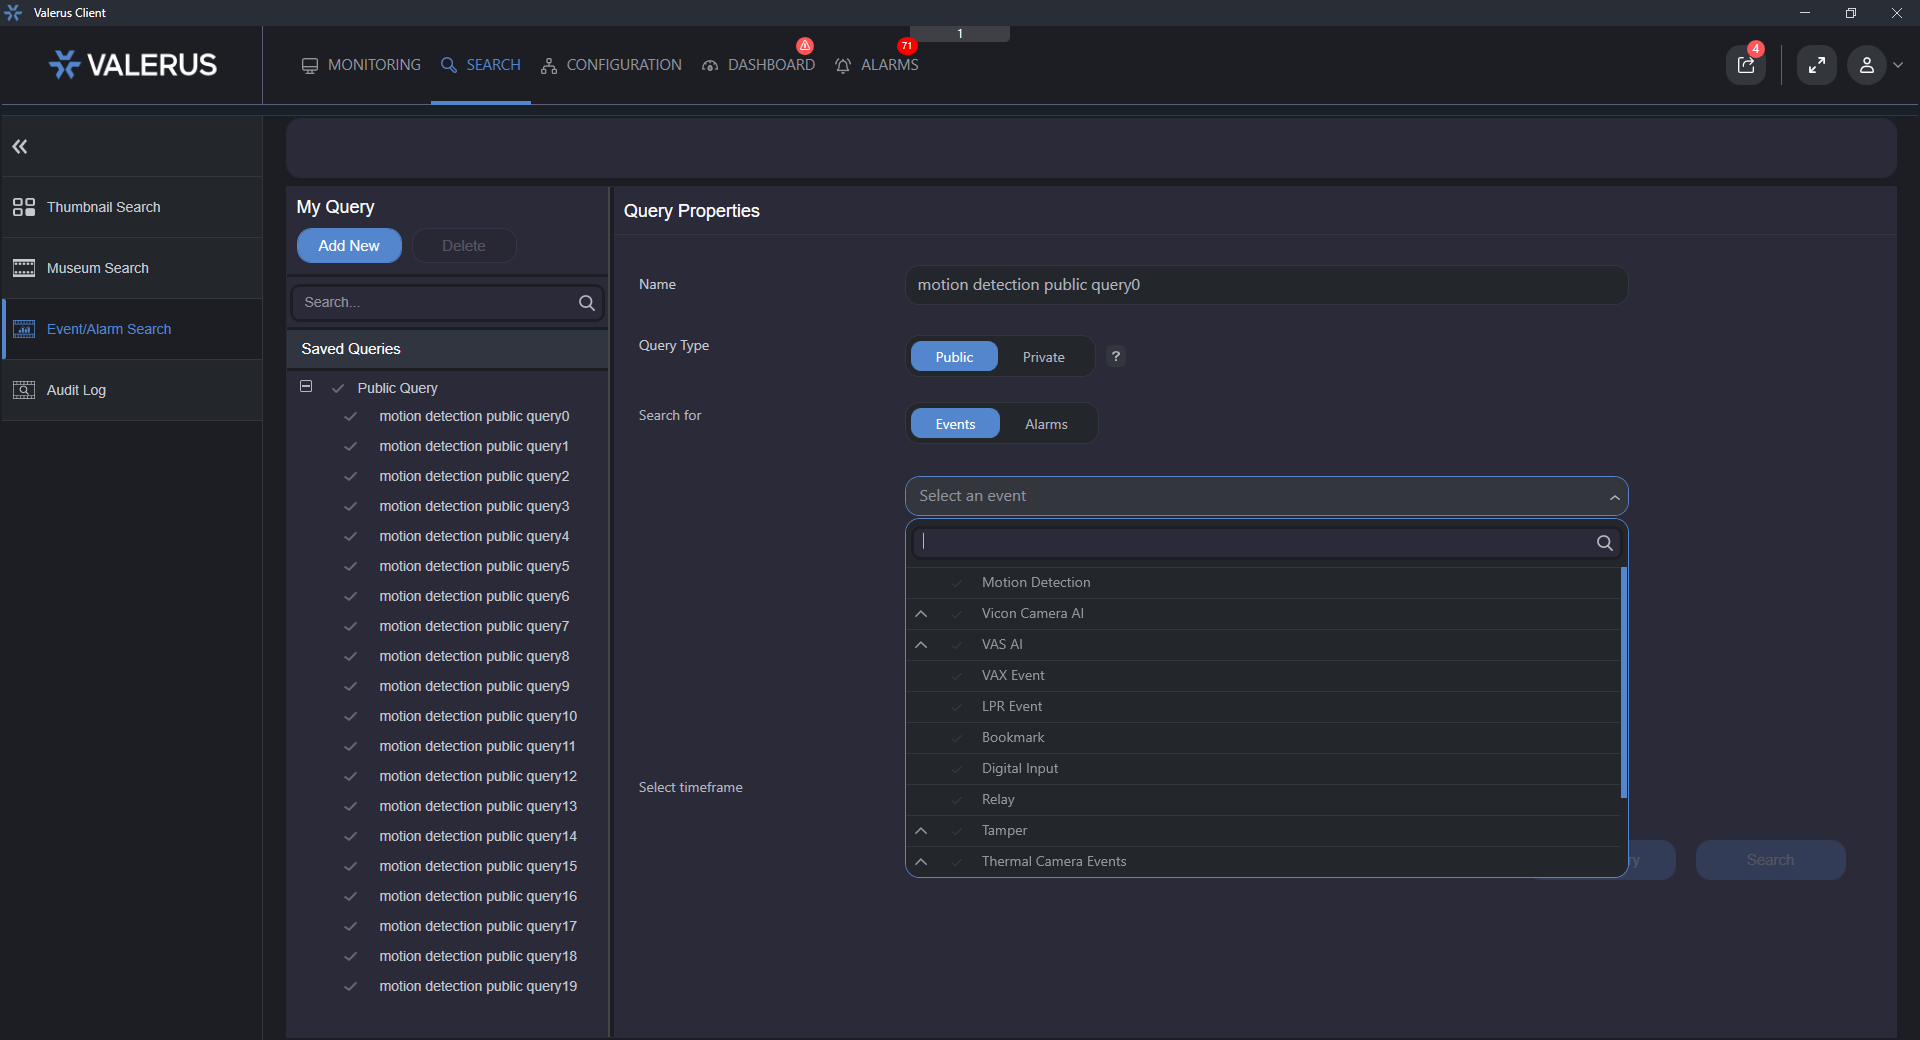 Valerus Client
VALERUS
MONITORING
SEARCH
CONFIGURATION
DASHBOARD
71
ALARMS
1
4
Thumbnail Search
Museum Search
Event/Alarm Search
Audit Log
My Query
Add New
Delete
Search...
Saved Queries
Public Query
motion detection public query0
motion detection public query1
motion detection public query2
motion detection public query3
motion detection public query4
motion detection public query5
motion detection public query6
motion detection public query7
motion detection public query8
motion detection public query9
motion detection public query10
motion detection public query11
motion detection public query12
motion detection public query13
motion detection public query14
motion detection public query15
motion detection public query16
motion detection public query17
motion detection public query18
motion detection public query19
Query Properties
Name
motion detection public query0
Query Type
Public
Private
?
Search for
Events
Alarms
Select an event
Motion Detection
Vicon Camera AI
VAS AI
VAX Event
LPR Event
Bookmark
Digital Input
Relay
Tamper
Thermal Camera Events
Select timeframe
Search